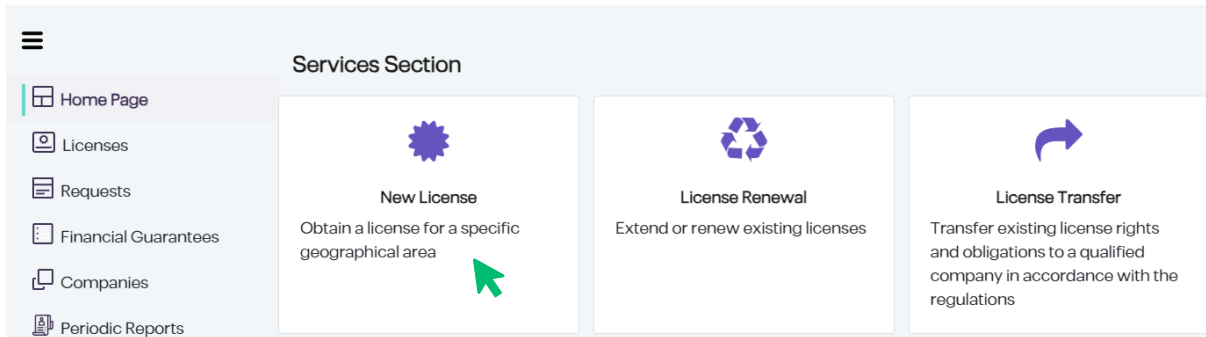 Services Section
Home Page
Licenses
Requests
Financial Guarantees
Companies
Periodic Reports
New License
Obtain a license for a specific
geographical area
License Renewal
Extend or renew existing licenses
License Transfer
Transfer existing license rights
and obligations to a qualified
company in accordance with the
regulations